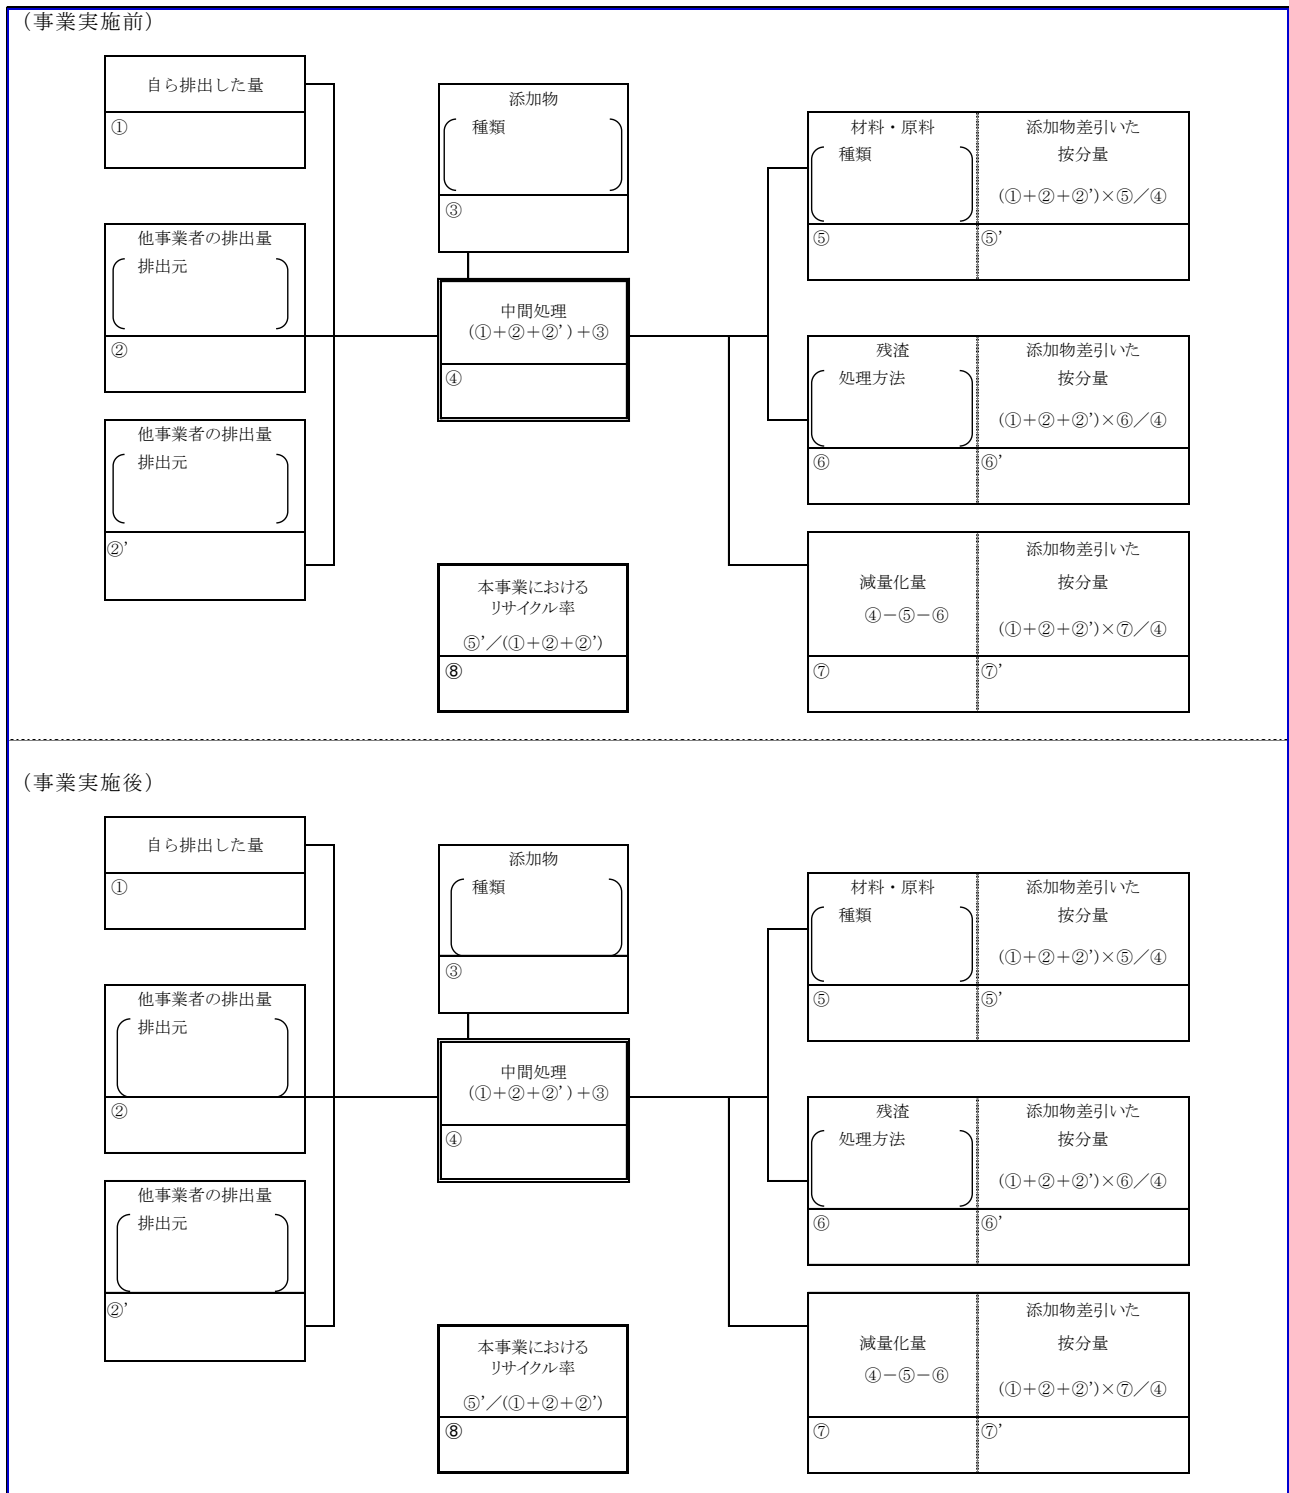 （事業実施前）
自ら排出した量
①
他事業者の排出量
排出元
②
他事業者の排出量
排出元
②’
添加物
種類
③
中間処理
（①＋②＋②’）＋③
④
本事業における
リサイクル率
⑤’／(①＋②＋②’)
⑧
材料・原料
種類
⑤
添加物差引いた
按分量
(①＋②＋②’)×⑤／④
⑤’
残渣
処理方法
⑥
添加物差引いた
按分量
(①＋②＋②’)×⑥／④
⑥’
減量化量
④－⑤－⑥
⑦
添加物差引いた
按分量
(①＋②＋②’)×⑦／④
⑦’
（事業実施後）
自ら排出した量
①
他事業者の排出量
排出元
②
他事業者の排出量
排出元
②’
添加物
種類
③
中間処理
（①＋②＋②’）＋③
④
本事業における
リサイクル率
⑤’／(①＋②＋②’)
⑧
材料・原料
種類
⑤
添加物差引いた
按分量
(①＋②＋②’)×⑤／④
⑤’
残渣
処理方法
⑥
添加物差引いた
按分量
(①＋②＋②’)×⑥／④
⑥’
減量化量
④－⑤－⑥
⑦
添加物差引いた
按分量
(①＋②＋②’)×⑦／④
⑦’